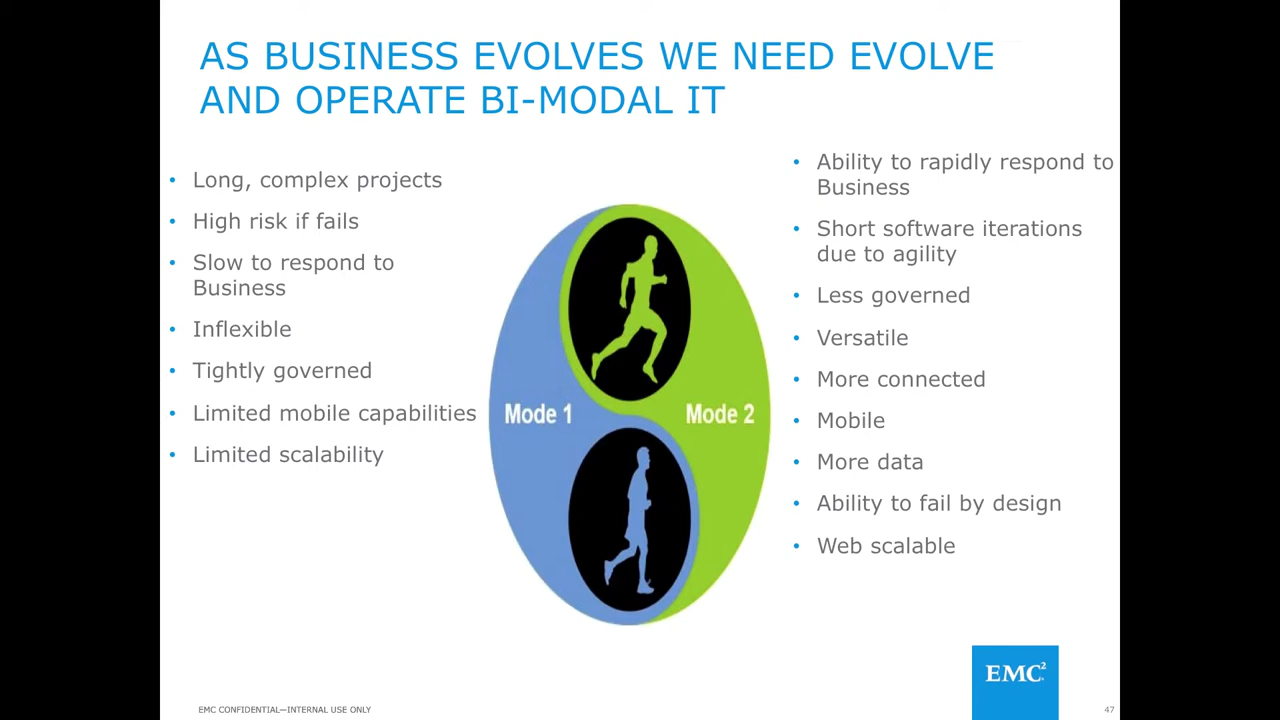 AS BUSINESS EVOLVES WE NEED EVOLVE
AND OPERATE BI-MODAL IT
• Long, complex projects
• High risk if fails
• Slow to respond to
Business
• Inflexible
• Tightly governed
• Limited mobile capabilities
• Limited scalability
Mode 1
Mode 2
• Ability to rapidly respond to
Business
• Short software iterations
due to agility
• Less governed
• Versatile
• More connected
• Mobile
• More data
• Ability to fail by design
• Web scalable
EMC²
EMC CONFIDENTIAL—INTERNAL USE ONLY
47